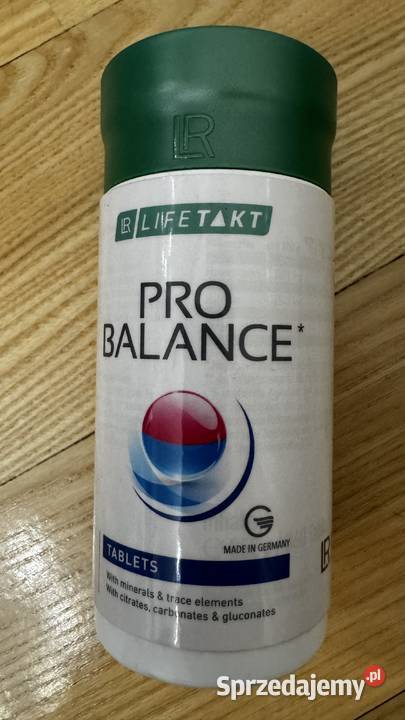 LR
LR LIFETAKT
PRO
BALANCE*
MADE IN GERMANY
TABLETS
LR
With minerals & trace elements
With citrates, carbonates & gluconates
Sprzedajemy.pl